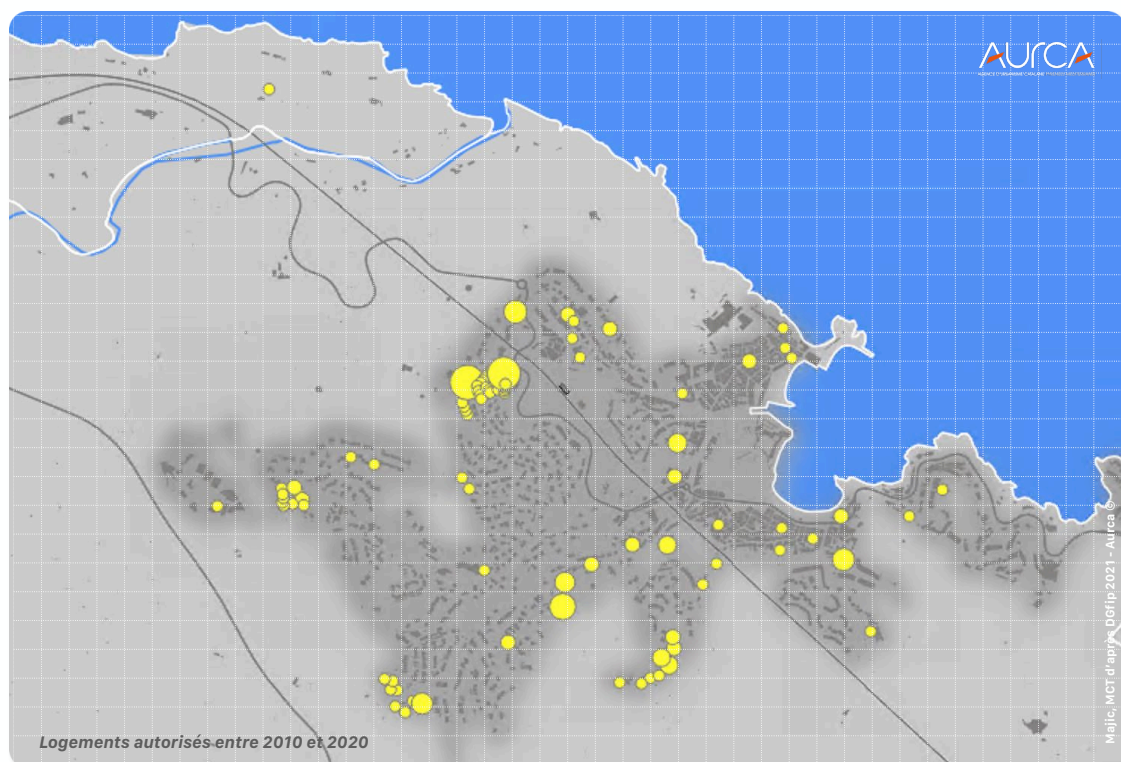 AURCA
Logements autorisés entre 2010 et 2020
Majic, MCT d'après DGfip 2021 - Aurca ©